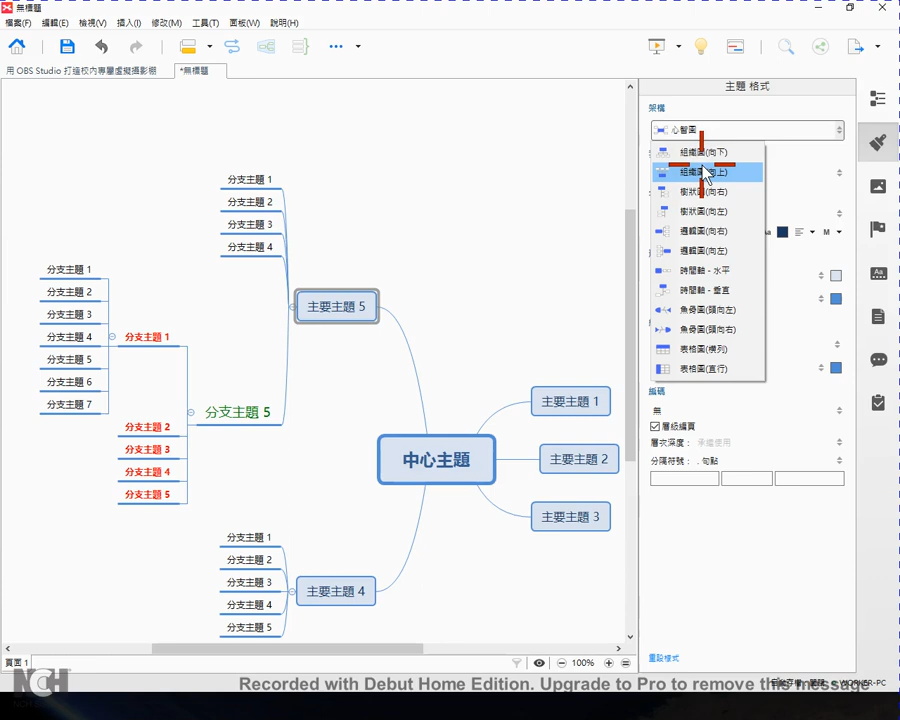 無標題
檔案(F) 編輯(E) 檢視(V) 插入(I) 修改(M) 工具(T) 面板(W) 說明(H)
用 OBS Studio 打造校內專屬虛擬攝影棚 *無標題
主題 格式
架構
心智圖
組織圖(向下)
組織圖(向上)
樹狀圖(向右)
樹狀圖(向左)
邏輯圖(向右)
邏輯圖(向左)
時間軸 - 水平
時間軸 - 垂直
魚骨圖(頭向左)
魚骨圖(頭向右)
表格圖(橫列)
表格圖(直行)
Aa
M
編碼
無
層級編頁
層次深度: 承繼使用
分隔符號: . 句點
重設樣式
分支主題 1
分支主題 2
分支主題 3
分支主題 4
主要主題 5
分支主題 1
分支主題 2
分支主題 3
分支主題 4
分支主題 5
分支主題 6
分支主題 7
分支主題 1
分支主題 5
分支主題 2
分支主題 3
分支主題 4
分支主題 5
中心主題
主要主題 1
主要主題 2
主要主題 3
分支主題 1
分支主題 2
分支主題 3
分支主題 4
分支主題 5
主要主題 4
頁面 1
100%
NCH
Recorded with Debut Home Edition. Upgrade to Pro to remove this message
WORKER-PC